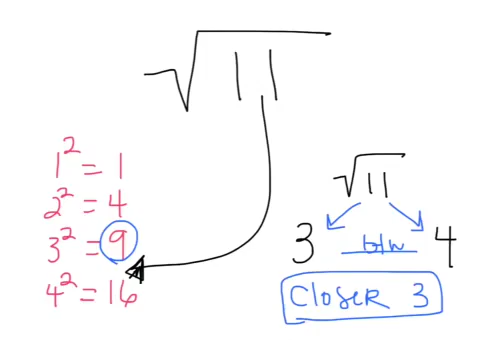 √11
1² = 1
2² = 4
3² = 9
4² = 16
√11
3 b/w 4
Closer 3